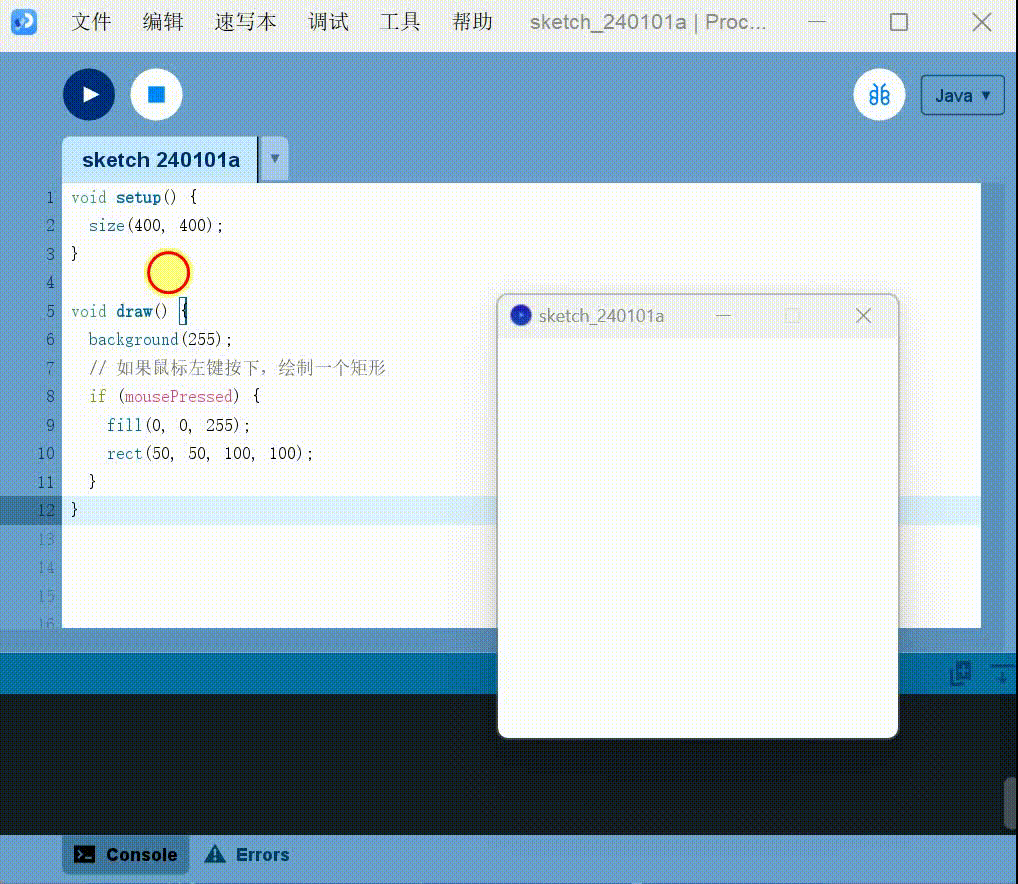 文件 编辑 速写本 调试 工具 帮助 sketch_240101a | Proc...
Java ▼
sketch 240101a ▼
1 void setup() {
2   size(400, 400);
3 }
4
5 void draw() {
6   background(255);
7   // 如果鼠标左键按下，绘制一个矩形
8   if (mousePressed) {
9     fill(0, 0, 255);
10     rect(50, 50, 100, 100);
11   }
12 }
13
14
15
16
sketch_240101a
Console Errors